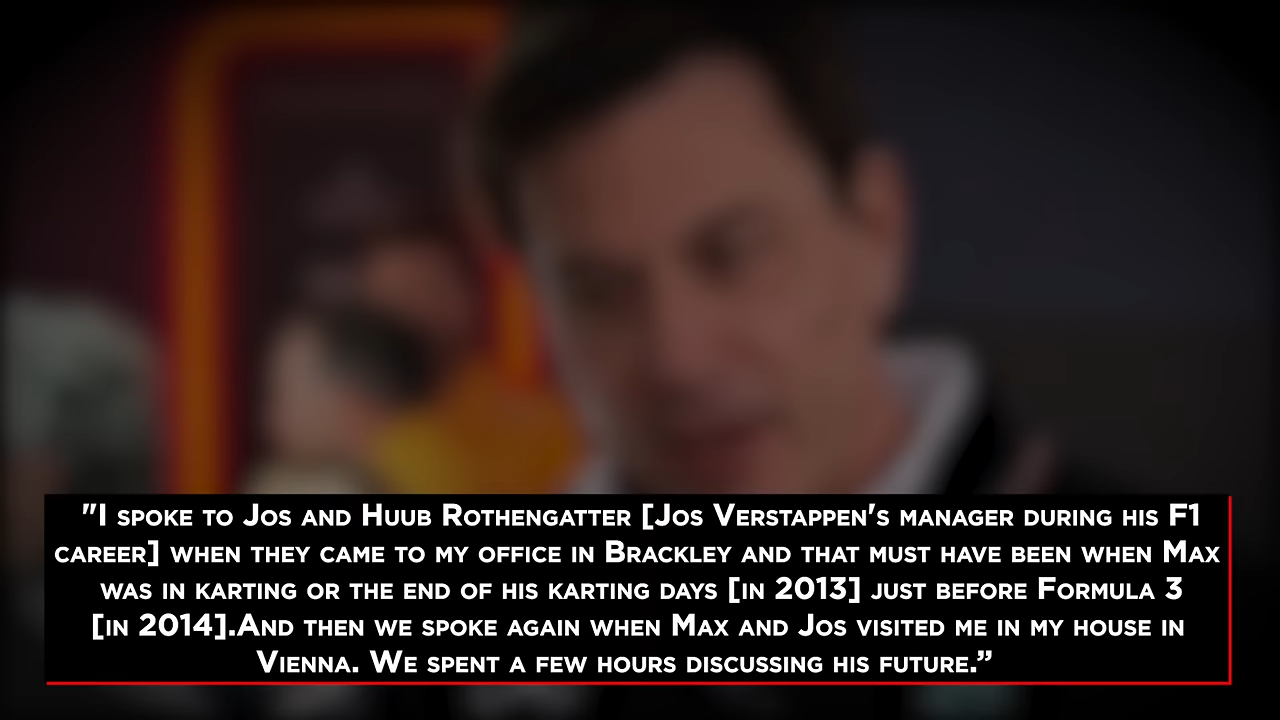 "I spoke to Jos and Huub Rothengatter [Jos Verstappen's manager during his F1
career] when they came to my office in Brackley and that must have been when Max
was in karting or the end of his karting days [in 2013] just before Formula 3
[in 2014].And then we spoke again when Max and Jos visited me in my house in
Vienna. We spent a few hours discussing his future.”